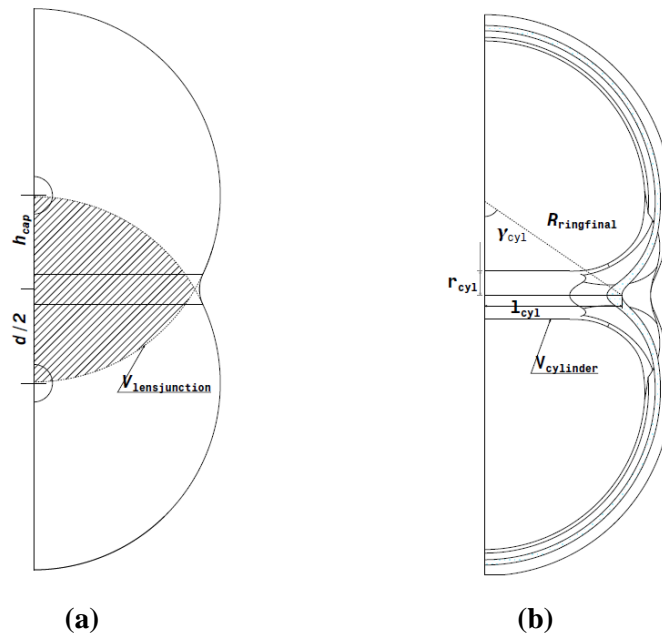 h_cap
d/2
V_lensjunction
(a)
R_ringfinal
γ_cyl
r_cyl
l_cyl
V_cylinder
(b)